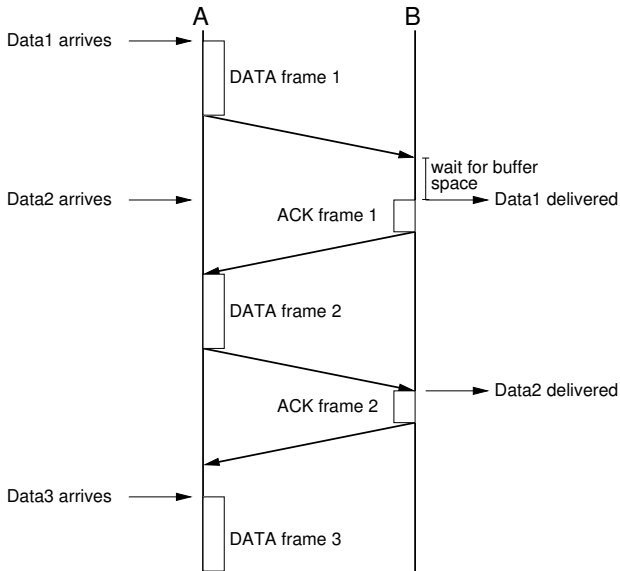 A
B
Data1 arrives
DATA frame 1
wait for buffer
space
Data2 arrives
ACK frame 1
Data1 delivered
DATA frame 2
Data2 delivered
ACK frame 2
Data3 arrives
DATA frame 3